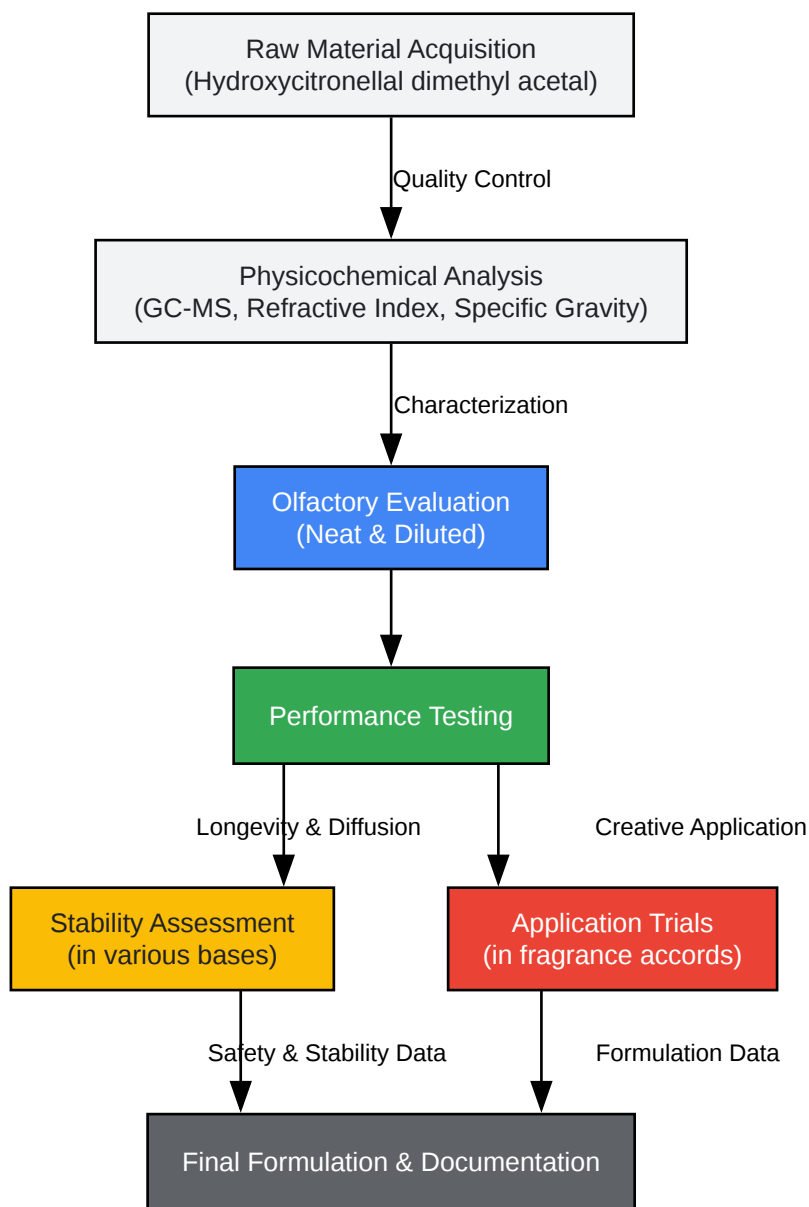 Raw Material Acquisition
(Hydroxycitronellal dimethyl acetal)
Quality Control
Physicochemical Analysis
(GC-MS, Refractive Index, Specific Gravity)
Characterization
Olfactory Evaluation
(Neat & Diluted)
Performance Testing
Longevity & Diffusion
Creative Application
Stability Assessment
(in various bases)
Application Trials
(in fragrance accords)
Safety & Stability Data
Formulation Data
Final Formulation & Documentation